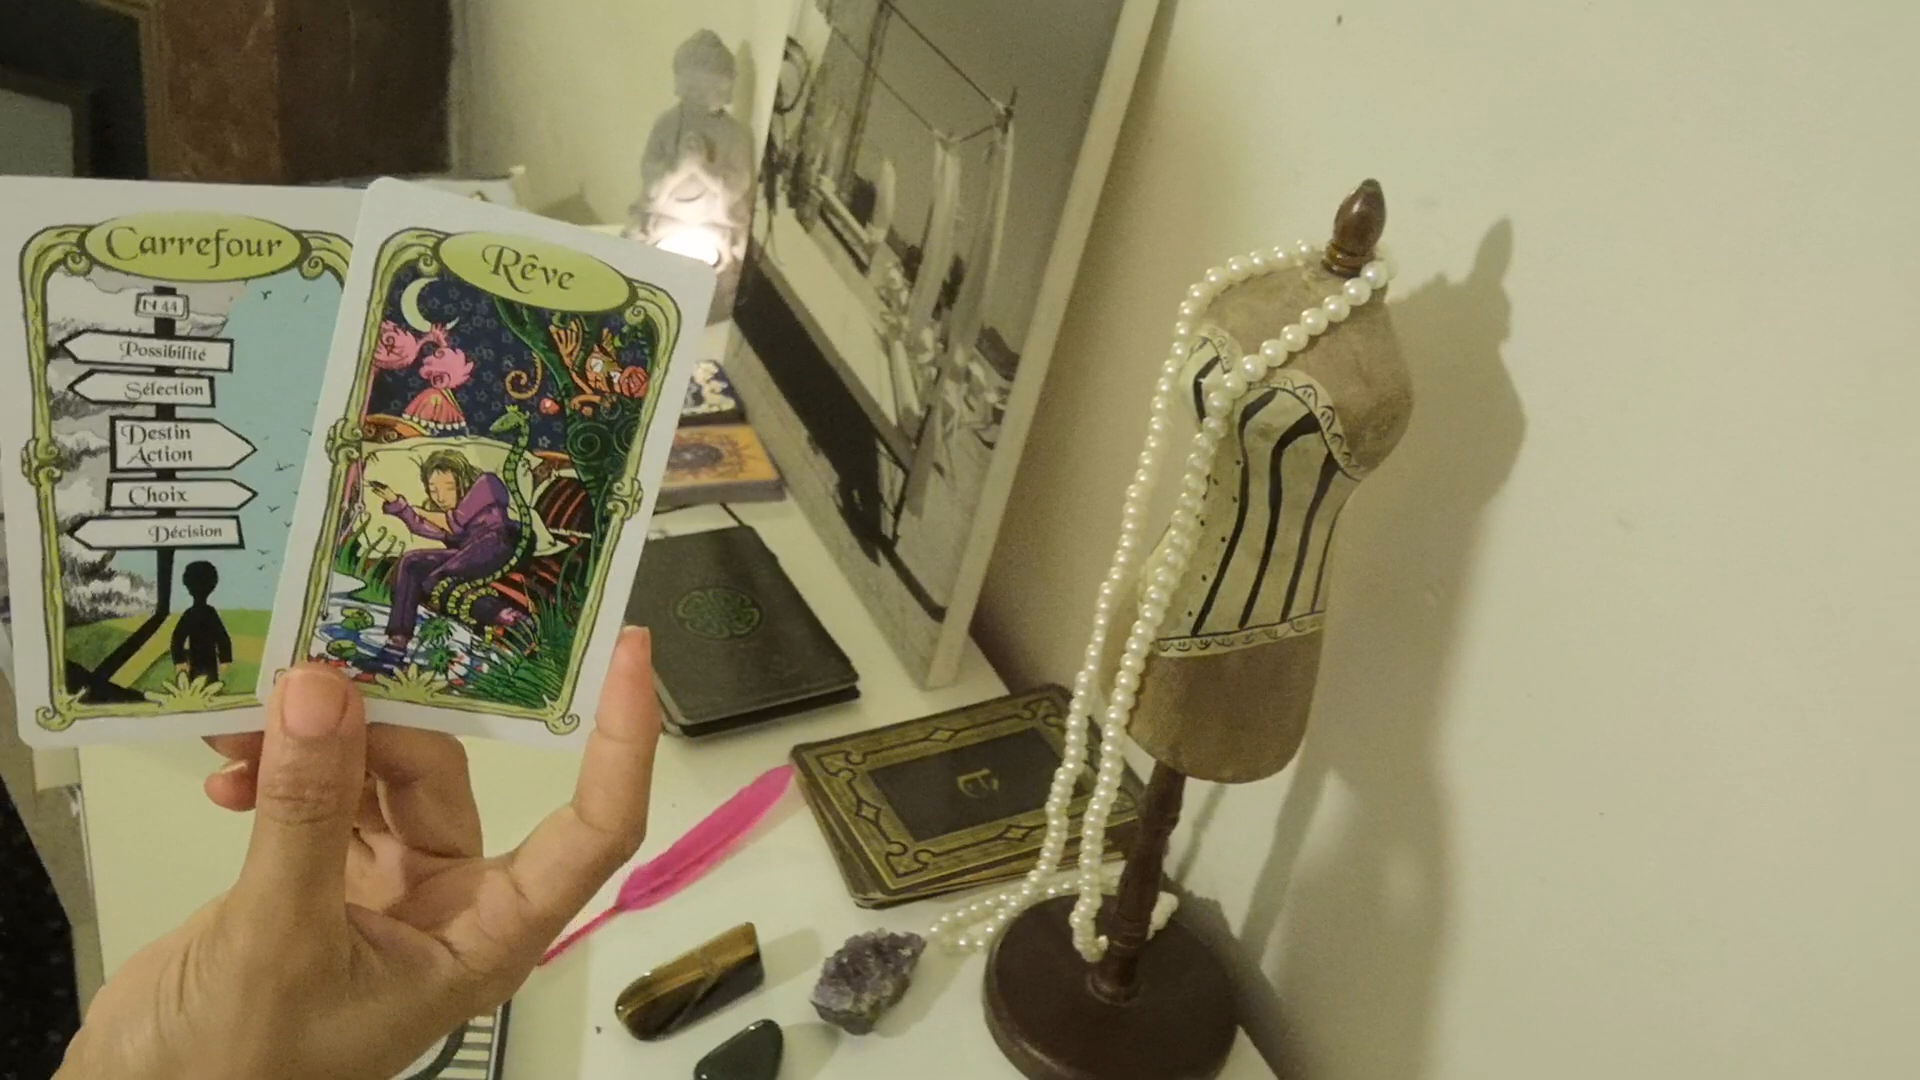 Carrefour
N 44
Possibilité
Sélection
Destin
Action
Choix
Décision
Rêve